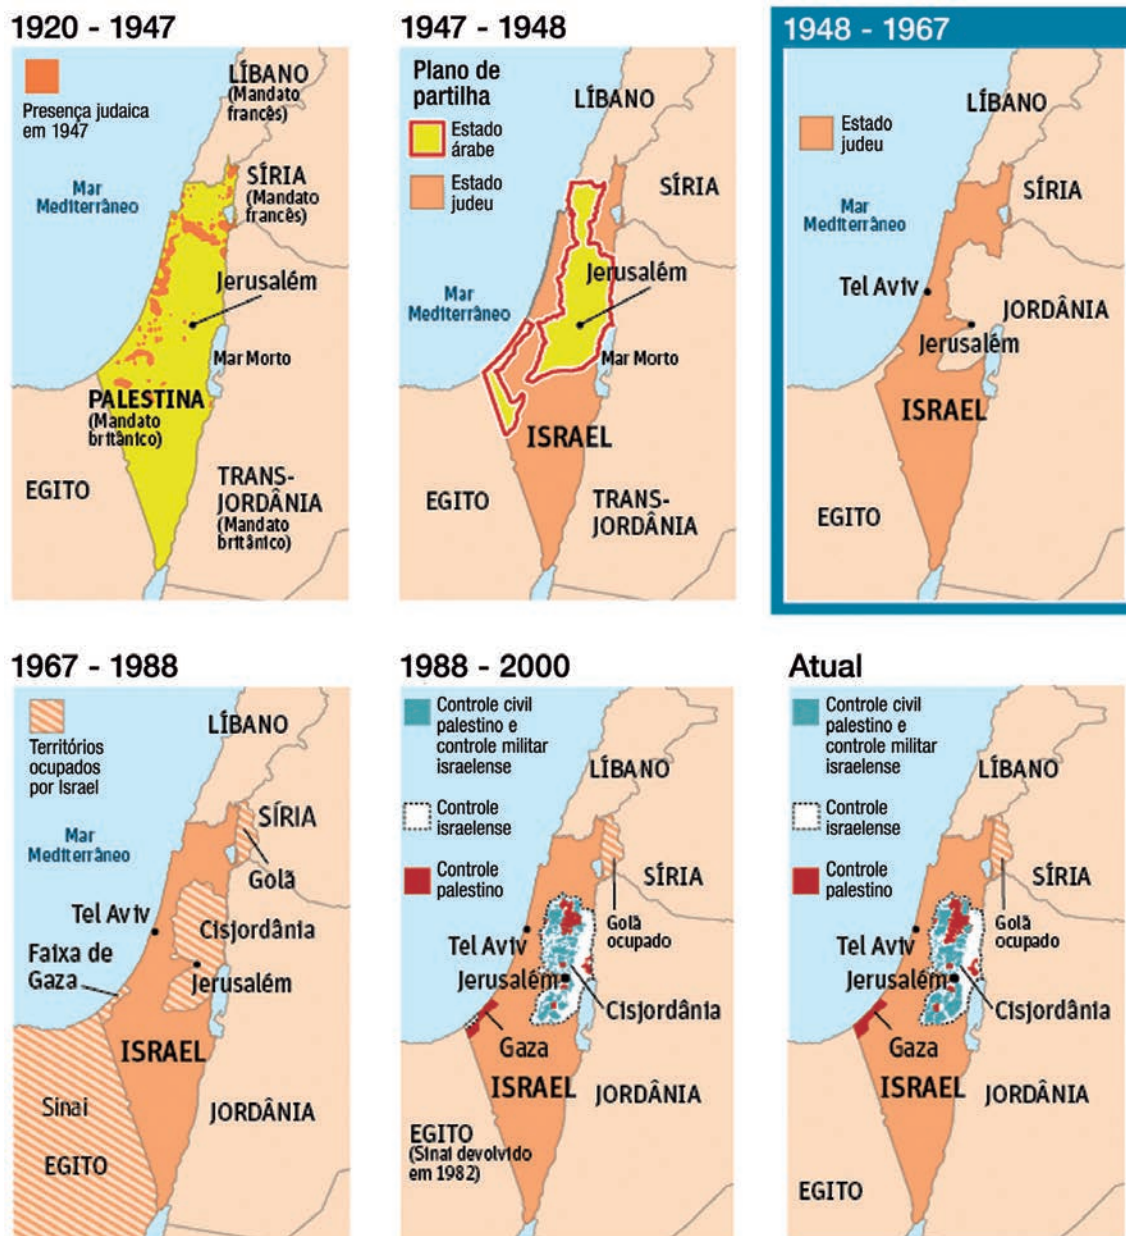 1920 - 1947
Presença judaica
em 1947
LÍBANO
(Mandato
francês)
SÍRIA
(Mandato
francês)
Mar
Mediterrâneo
Jerusalém
Mar Morto
PALESTINA
(Mandato
britânico)
EGITO
TRANS-
JORDÂNIA
(Mandato
britânico)
1947 - 1948
Plano de
partilha
Estado
árabe
Estado
judeu
LÍBANO
SÍRIA
Jerusalém
Mar
Mediterrâneo
Mar Morto
ISRAEL
EGITO
TRANS-
JORDÂNIA
1948 - 1967
Estado
judeu
LÍBANO
SÍRIA
Mar
Mediterrâneo
Tel Aviv
JORDÂNIA
Jerusalém
ISRAEL
EGITO
1967 - 1988
Territórios
ocupados
por Israel
LÍBANO
SÍRIA
Mar
Mediterrâneo
Golã
Tel Aviv
Cisjordânia
Faixa de
Gaza
Jerusalém
ISRAEL
Sinai
JORDÂNIA
EGITO
1988 - 2000
Controle civil
palestino e
controle militar
israelense
Controle
israelense
Controle
palestino
LÍBANO
SÍRIA
Golã
ocupado
Tel Aviv
Jerusalém
Cisjordânia
Gaza
ISRAEL
JORDÂNIA
EGITO
(Sinai devolvido
em 1982)
Atual
Controle civil
palestino e
controle militar
israelense
Controle
israelense
Controle
palestino
LÍBANO
SÍRIA
Golã
ocupado
Tel Aviv
Jerusalém
Cisjordânia
Gaza
ISRAEL
JORDÂNIA
EGITO